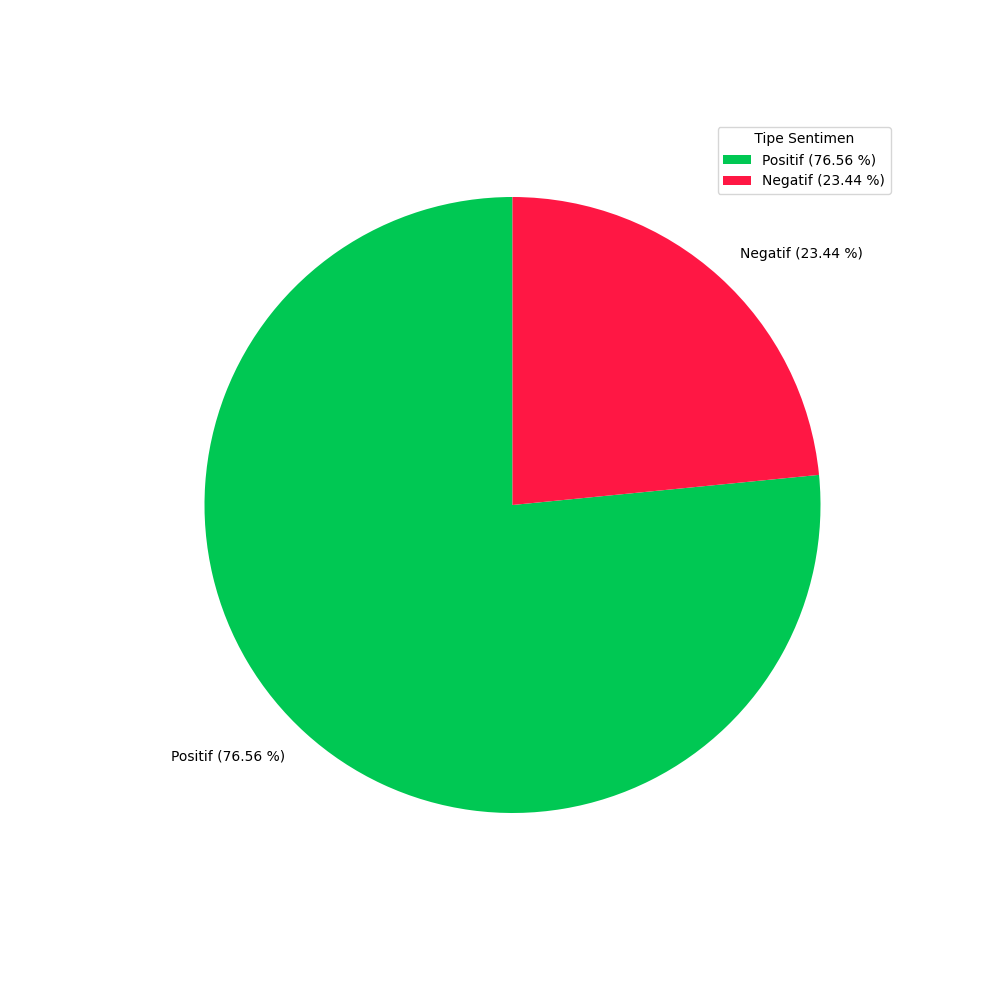 Tipe Sentimen
Positif (76.56 %)
Negatif (23.44 %)
Negatif (23.44 %)
Positif (76.56 %)